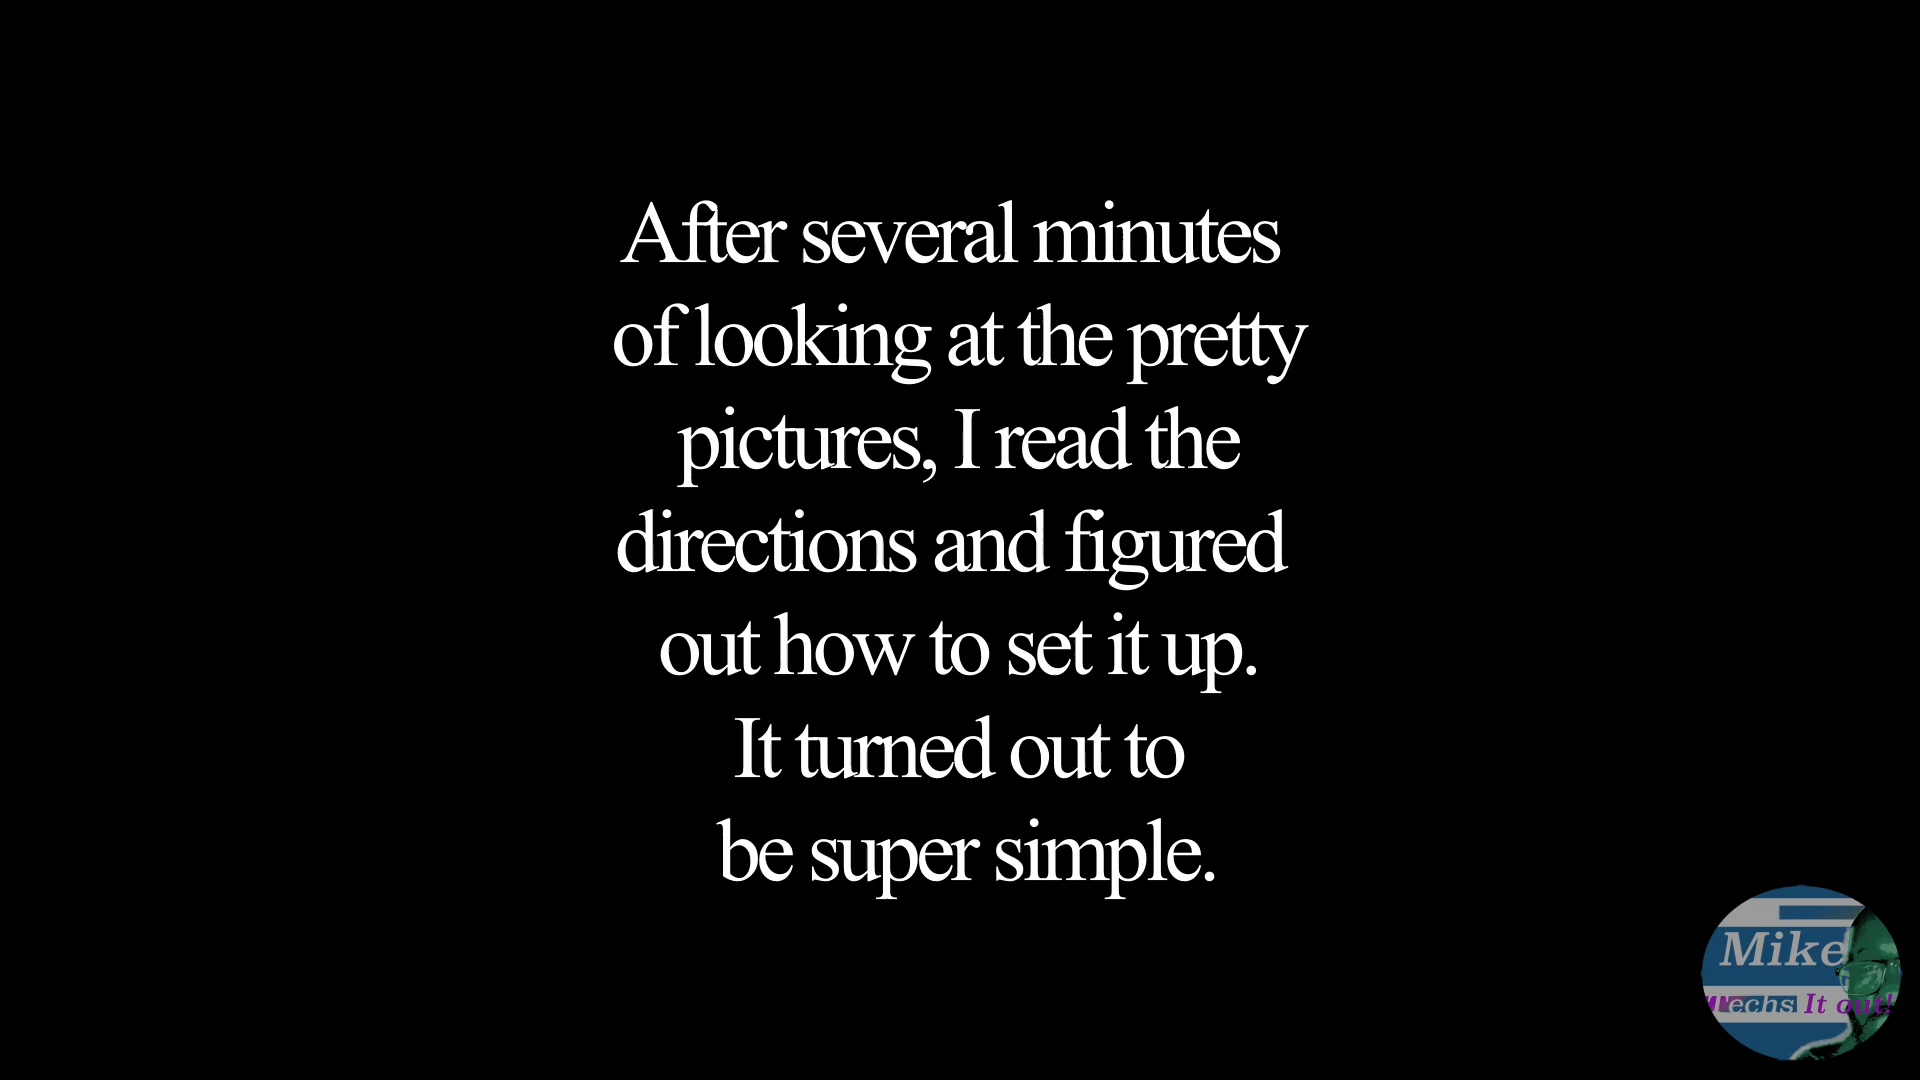 After several minutes
of looking at the pretty
pictures, I read the
directions and figured
out how to set it up.
It turned out to
be super simple.
Mike
It out!